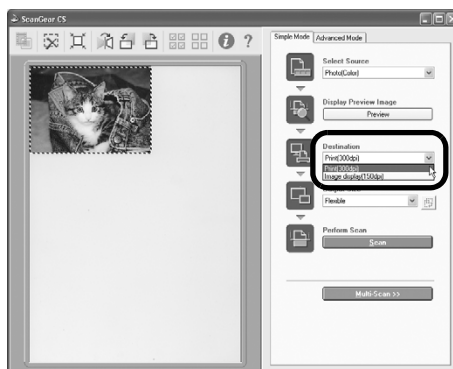 ScanGear CS
Simple Mode Advanced Mode
Select Source
Photo(Color)
Display Preview Image
Preview
Destination
Print(300dpi)
Print(300dpi)
Image display(150dpi)
Flexible
Perform Scan
Scan
Multi-Scan >>